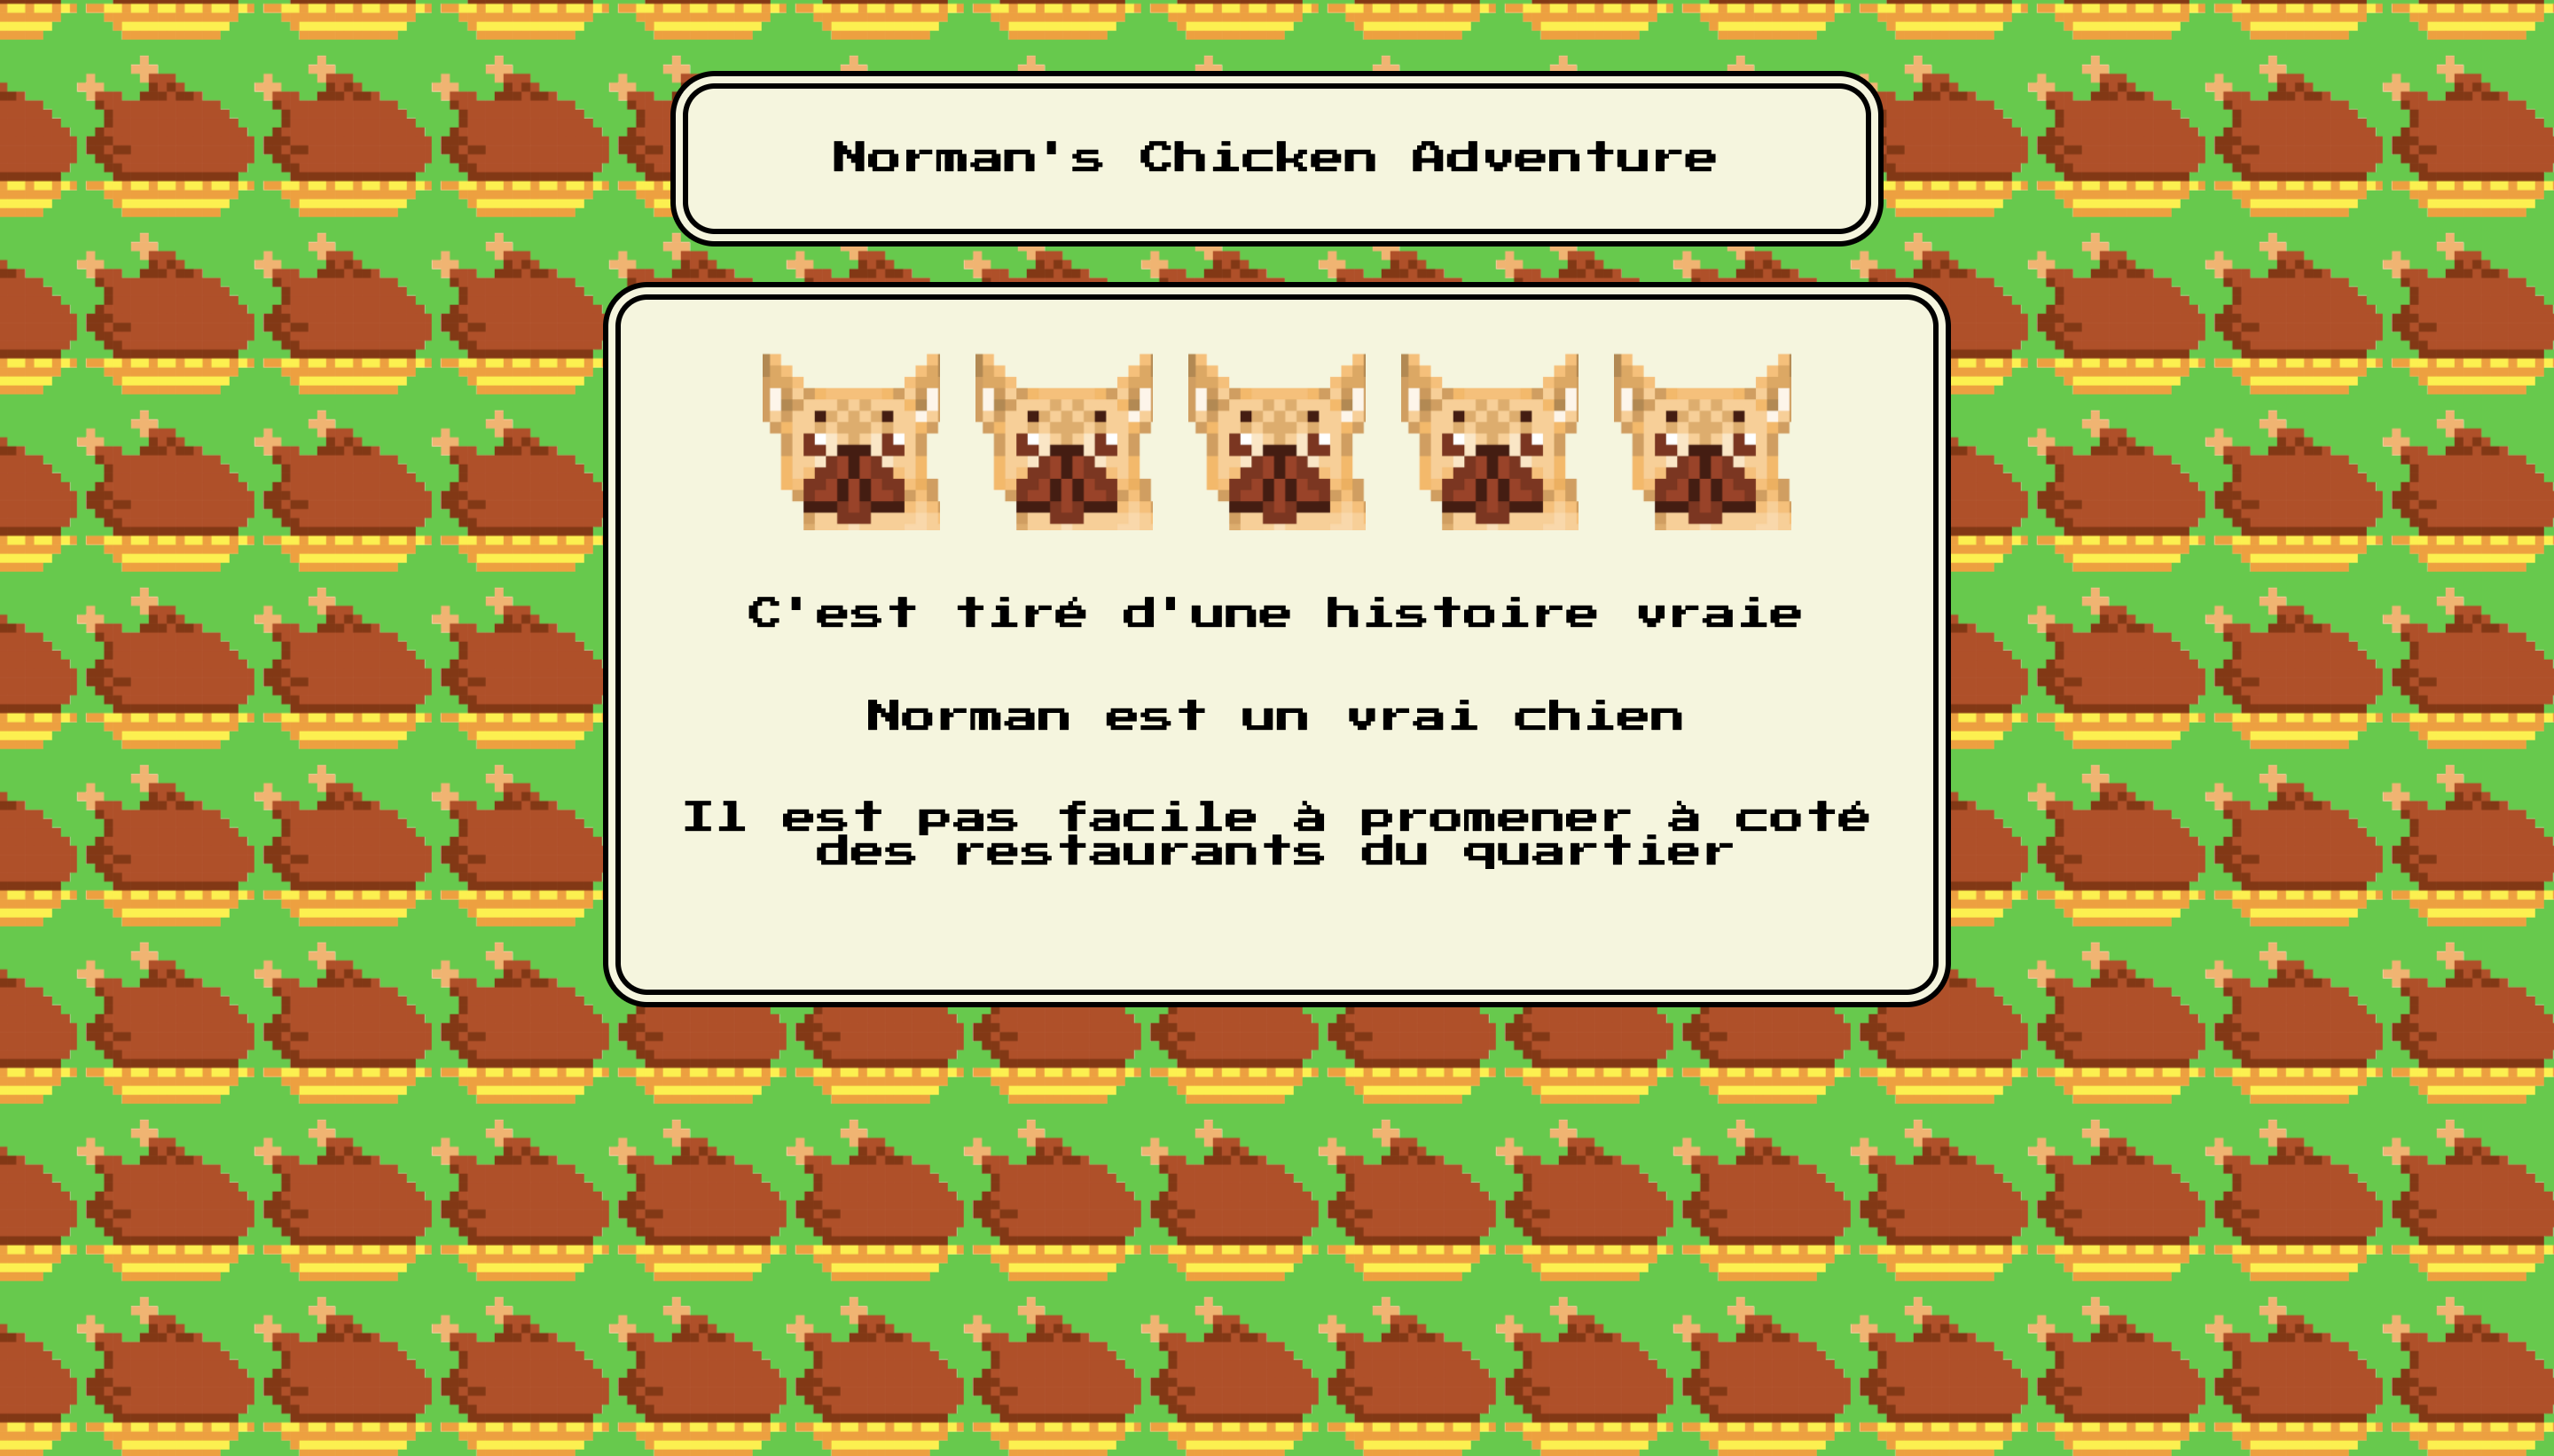 Norman's Chicken Adventure
C'est tiré d'une histoire vraie
Norman est un vrai chien
Il est pas facile à promener à coté
des restaurants du quartier